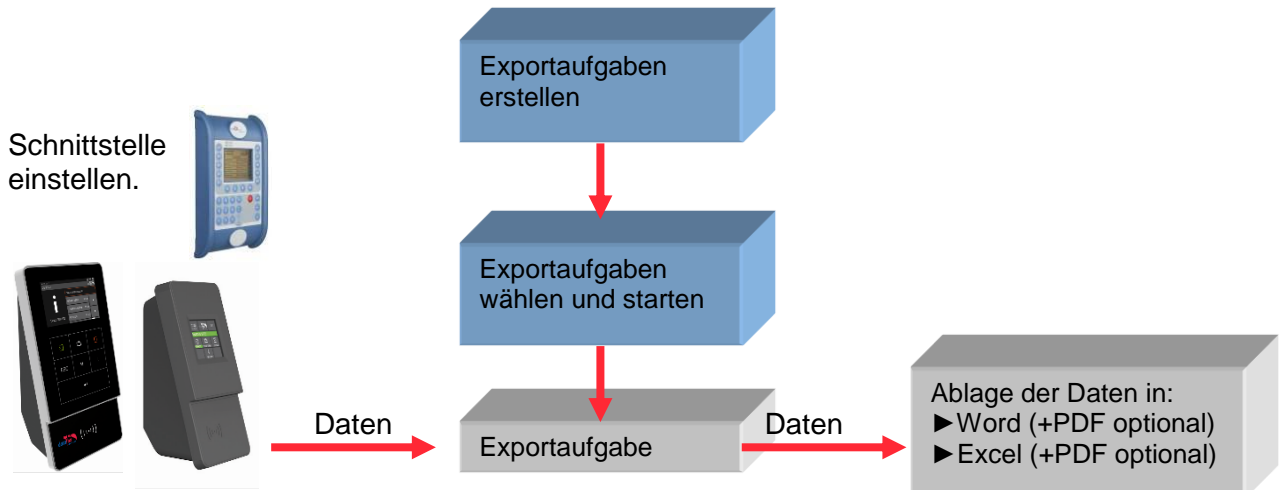 Exportaufgaben
erstellen
Schnittstelle
einstellen.
Exportaufgaben
wählen und starten
Daten
Exportaufgabe
Daten
Ablage der Daten in:
►Word (+PDF optional)
►Excel (+PDF optional)